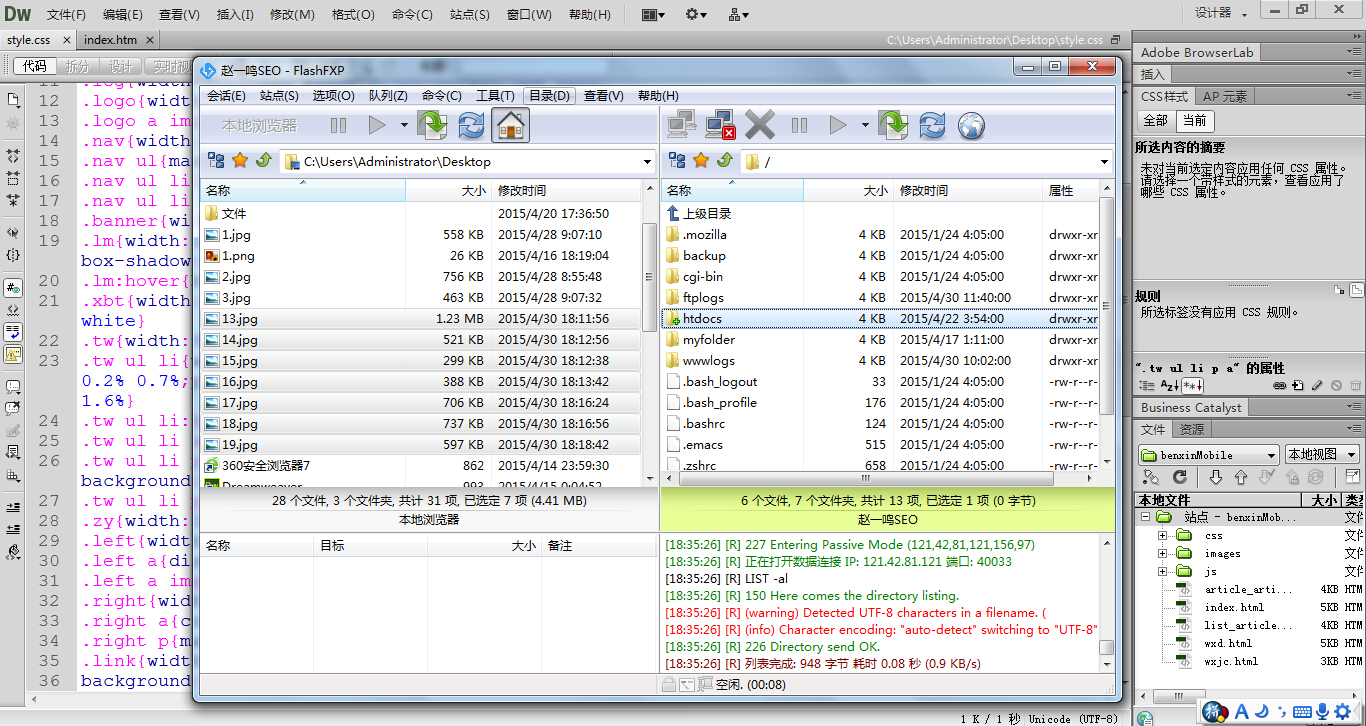 Dw 文件(F) 编辑(E) 查看(V) 插入(I) 修改(M) 格式(O) 命令(C) 站点(S) 窗口(W) 帮助(H) 设计器
style.css × index.htm × C:\Users\Administrator\Desktop\style.css
代码 拆分 设计 实时视
12 .logo{widt
13 .logo a im
14 .nav{width
15 .nav ul{ma
16 .nav ul li
17 .nav ul li
18 .banner{wi
19 .lm{width:
box-shadow
20 .lm:hover{
21 .xbt{width
white}
22 .tw{width:
23 .tw ul li{
0.2% 0.7%;
1.6%}
24 .tw ul li:
25 .tw ul li
26 .tw ul li
background
27 .tw ul li
28 .zy{width:
29 .left{widt
30 .left a{di
31 .left a im
32 .right{wid
33 .right a{c
34 .right p{m
35 .link{widt
36 background
赵一鸣SEO - FlashFXP
会话(E) 站点(S) 选项(O) 队列(Z) 命令(C) 工具(T) 目录(D) 查看(V) 帮助(H)
本地浏览器
C:\Users\Administrator\Desktop
名称 大小 修改时间
文件 2015/4/20 17:36:50
1.jpg 558 KB 2015/4/28 9:07:10
1.png 26 KB 2015/4/16 18:19:04
2.jpg 756 KB 2015/4/28 8:55:48
3.jpg 463 KB 2015/4/28 9:07:32
13.jpg 1.23 MB 2015/4/30 18:11:56
14.jpg 521 KB 2015/4/30 18:12:56
15.jpg 299 KB 2015/4/30 18:12:38
16.jpg 388 KB 2015/4/30 18:13:42
17.jpg 706 KB 2015/4/30 18:16:24
18.jpg 737 KB 2015/4/30 18:16:56
19.jpg 597 KB 2015/4/30 18:18:42
360安全浏览器7 862 2015/4/14 23:59:30
Dreamweaver 993 2015/4/15 0:04:52
28 个文件, 3 个文件夹, 共计 31 项, 已选定 7 项 (4.41 MB)
本地浏览器
/
名称 大小 修改时间 属性
上级目录
.mozilla 4 KB 2015/1/24 4:05:00 drwxr-xr
backup 4 KB 2015/1/24 4:05:00 drwxr-xr
cgi-bin 4 KB 2015/1/24 4:05:00 drwxr-xr
ftplogs 4 KB 2015/4/30 11:40:00 drwxr-xr
htdocs 4 KB 2015/4/22 3:54:00 drwxr-xr
myfolder 4 KB 2015/4/17 1:11:00 drwxr-xr
wwwlogs 4 KB 2015/4/30 10:02:00 drwxr-xr
.bash_logout 33 2015/1/24 4:05:00 -rw-r--r-
.bash_profile 176 2015/1/24 4:05:00 -rw-r--r-
.bashrc 124 2015/1/24 4:05:00 -rw-r--r-
.emacs 515 2015/1/24 4:05:00 -rw-r--r-
.zshrc 658 2015/1/24 4:05:00 -rw-r--r-
6 个文件, 7 个文件夹, 共计 13 项, 已选定 1 项 (0 字节)
赵一鸣SEO
名称 目标 大小 备注
[18:35:26] [R] 227 Entering Passive Mode (121,42,81,121,156,97)
[18:35:26] [R] 正在打开数据连接 IP: 121.42.81.121 端口: 40033
[18:35:26] [R] LIST -al
[18:35:26] [R] 150 Here comes the directory listing.
[18:35:26] [R] (warning) Detected UTF-8 characters in a filename. (
[18:35:26] [R] (info) Character encoding: "auto-detect" switching to "UTF-8"
[18:35:26] [R] 226 Directory send OK.
[18:35:26] [R] 列表完成: 948 字节 耗时 0.08 秒 (0.9 KB/s)
空闲. (00:08)
Adobe BrowserLab
插入
CSS样式 AP 元素
全部 当前
所选内容的摘要
未对当前选定内容应用任何 CSS 属性。
请选择一个带样式的元素，查看应用了
哪些 CSS 属性。
规则
所选标签没有应用 CSS 规则。
".tw ul li p a" 的属性
Business Catalyst
文件 资源
benxinMobile 本地视图
本地文件 大小 类
站点 - benxinMob... 文件
css 文件
images 文件
js 文件
article_arti... 4KB HTM
index.html 5KB HTM
list_article... 4KB HTM
wxd.html 5KB HTM
wxjc.html 3KB HTM
1 K / 1 秒 Unicode (UTF-8)